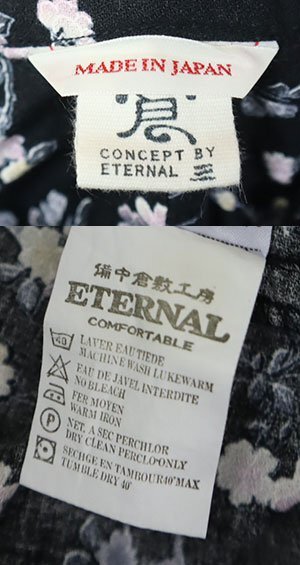 MADE IN JAPAN
CONCEPT BY
ETERNAL
備中倉敷工房
ETERNAL
COMFORTABLE
40
LAVER EAU TIEDE
MACHINE WASH LUKEWARM
EAU DE JAVEL INTERDITE
NO BLEACH
FER MOYEN
WARM IRON
P
NET. A SEC PERCHLOR
DRY CLEAN PERCLO-ONLY
SECHGE EN TAMBOUR 40° MAX
TUMBLE DRY 40°